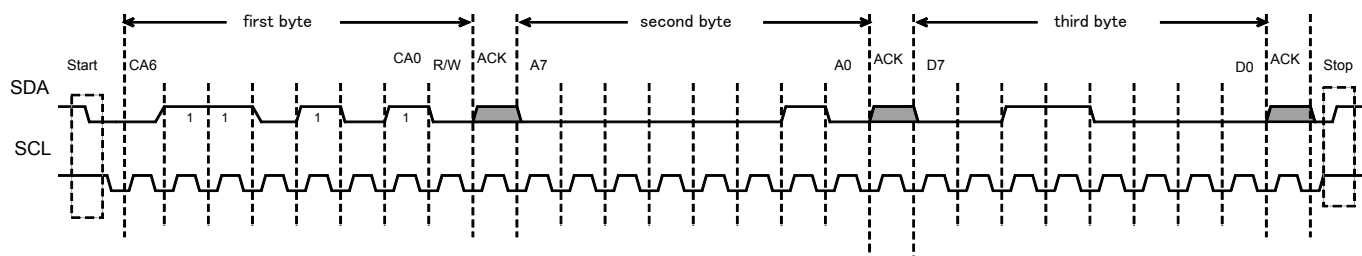 first byte second byte third byte
Start CA6 CA0 R/W ACK A7 A0 ACK D7 D0 ACK Stop
SDA
1 1 1 1
SCL